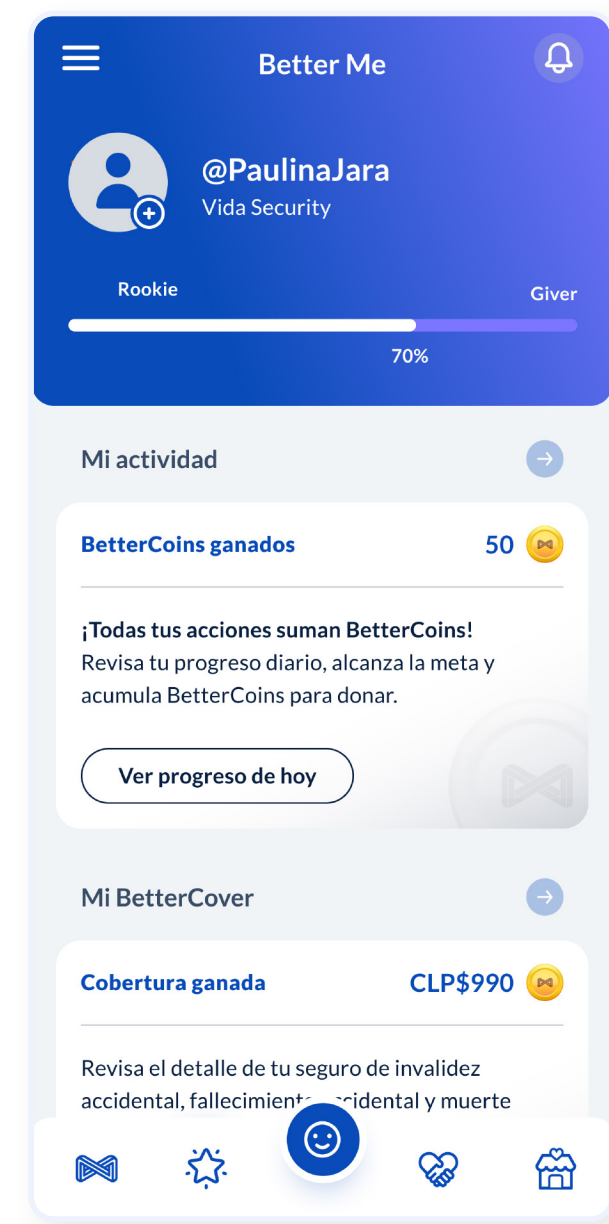 Better Me
@PaulinaJara
Vida Security
Rookie
Giver
70%
Mi actividad
BetterCoins ganados
50
¡Todas tus acciones suman BetterCoins!
Revisa tu progreso diario, alcanza la meta y
acumula BetterCoins para donar.
Ver progreso de hoy
Mi BetterCover
Cobertura ganada
CLP$990
Revisa el detalle de tu seguro de invalidez
accidental, y muerte